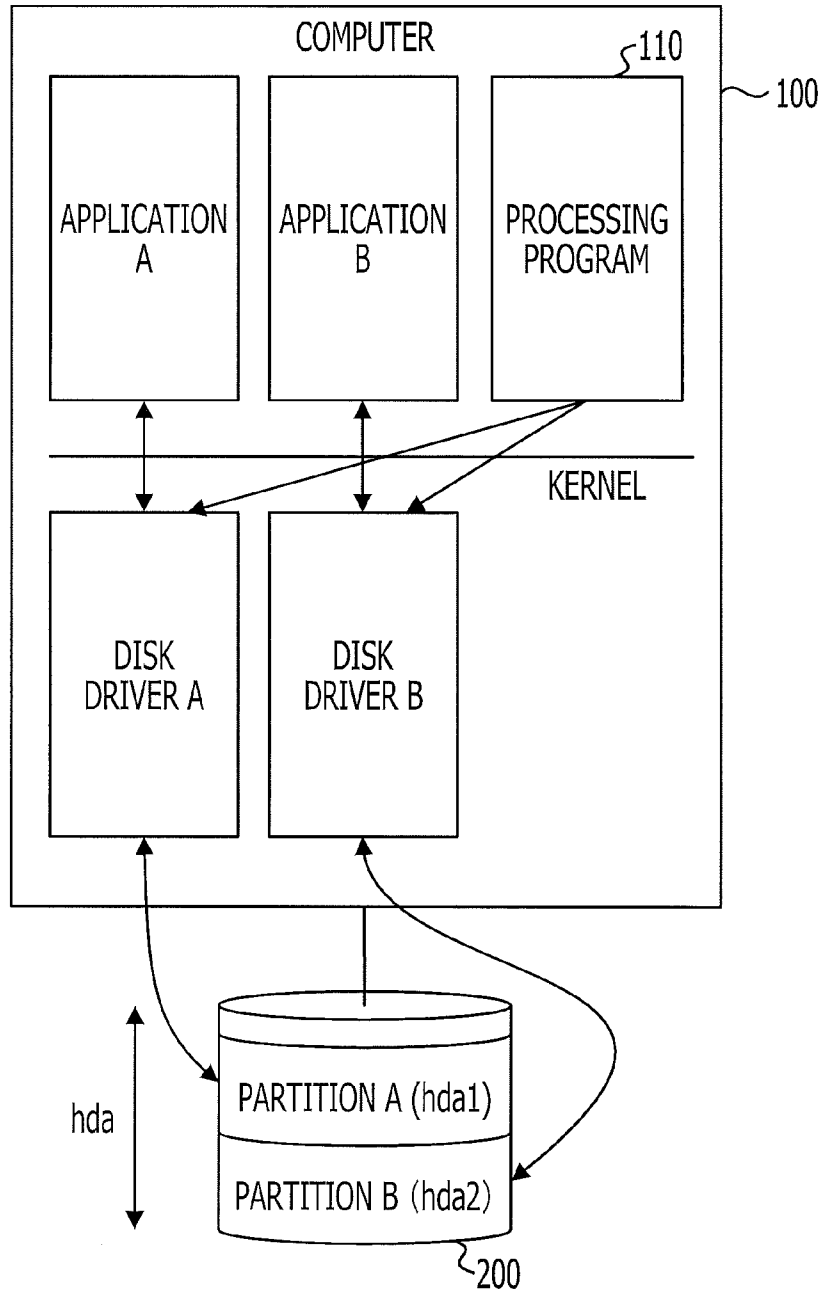 COMPUTER
110
100
APPLICATION
A
APPLICATION
B
PROCESSING
PROGRAM
KERNEL
DISK
DRIVER A
DISK
DRIVER B
hda
PARTITION A (hda1)
PARTITION B (hda2)
200